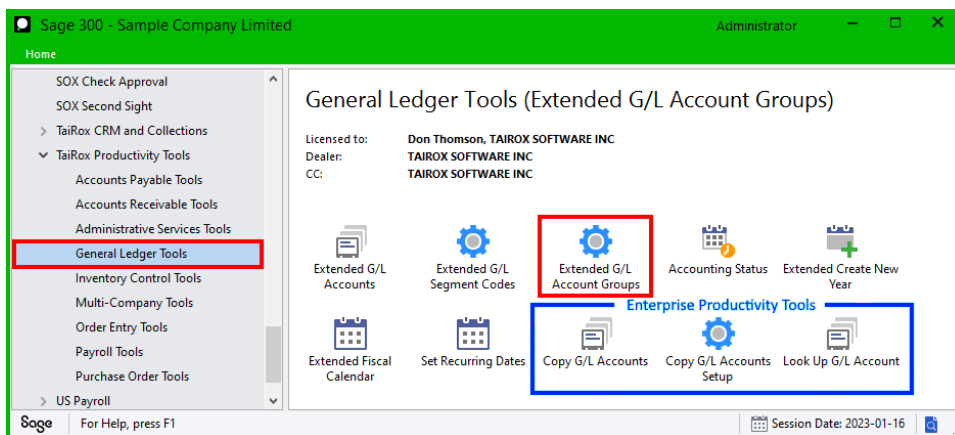 Sage 300 - Sample Company Limited
Administrator
Home
SOX Check Approval
SOX Second Sight
TaiRox CRM and Collections
TaiRox Productivity Tools
Accounts Payable Tools
Accounts Receivable Tools
Administrative Services Tools
General Ledger Tools
Inventory Control Tools
Multi-Company Tools
Order Entry Tools
Payroll Tools
Purchase Order Tools
US Payroll
General Ledger Tools (Extended G/L Account Groups)
Licensed to: Don Thomson, TAIROX SOFTWARE INC
Dealer: TAIROX SOFTWARE INC
CC: TAIROX SOFTWARE INC
Extended G/L
Accounts
Extended G/L
Segment Codes
Extended G/L
Account Groups
Accounting Status
Extended Create New
Year
Enterprise Productivity Tools
Extended Fiscal
Calendar
Set Recurring Dates
Copy G/L Accounts
Copy G/L Accounts
Setup
Look Up G/L Account
Sage
For Help, press F1
Session Date: 2023-01-16